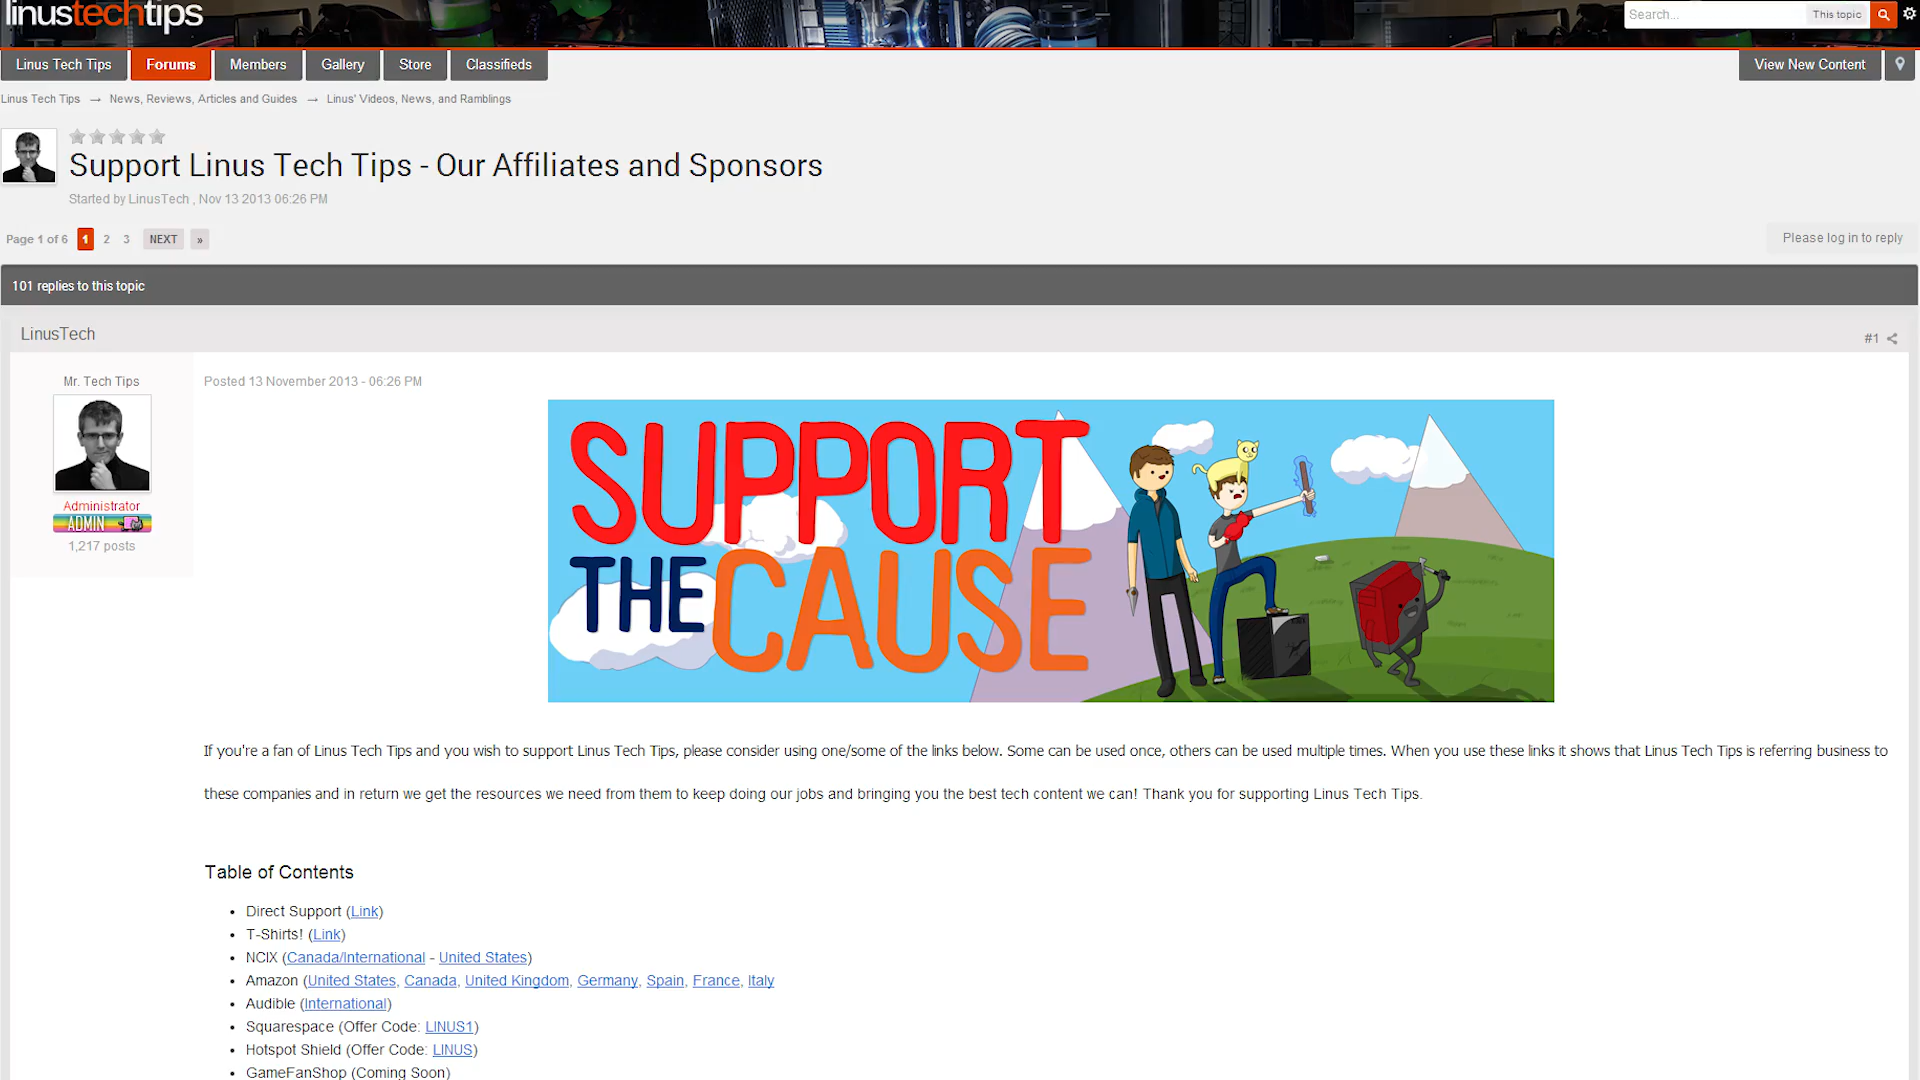 linustechtips
Search... This topic
Linus Tech Tips Forums Members Gallery Store Classifieds View New Content
Linus Tech Tips → News, Reviews, Articles and Guides → Linus' Videos, News, and Ramblings
Support Linus Tech Tips - Our Affiliates and Sponsors
Started by LinusTech , Nov 13 2013 06:26 PM
Page 1 of 6 1 2 3 NEXT » Please log in to reply
101 replies to this topic
LinusTech #1
Mr. Tech Tips
Posted 13 November 2013 - 06:26 PM
Administrator
ADMIN
1,217 posts
SUPPORT
THE CAUSE
If you're a fan of Linus Tech Tips and you wish to support Linus Tech Tips, please consider using one/some of the links below. Some can be used once, others can be used multiple times. When you use these links it shows that Linus Tech Tips is referring business to
these companies and in return we get the resources we need from them to keep doing our jobs and bringing you the best tech content we can! Thank you for supporting Linus Tech Tips.
Table of Contents
• Direct Support (Link)
• T-Shirts! (Link)
• NCIX (Canada/International - United States)
• Amazon (United States, Canada, United Kingdom, Germany, Spain, France, Italy
• Audible (International)
• Squarespace (Offer Code: LINUS1)
• Hotspot Shield (Offer Code: LINUS)
• GameFanShop (Coming Soon)